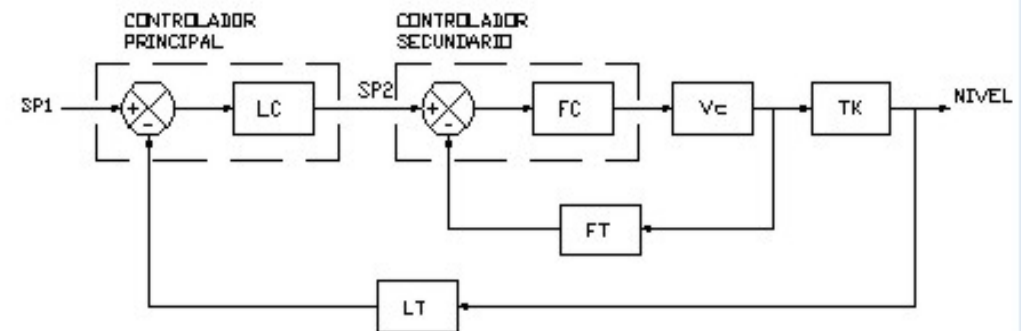 CONTROLADOR
PRINCIPAL
CONTROLADOR
SECUNDARIO
SP1
+
-
LC
SP2
+
-
FC
Vc
TK
NIVEL
FT
LT